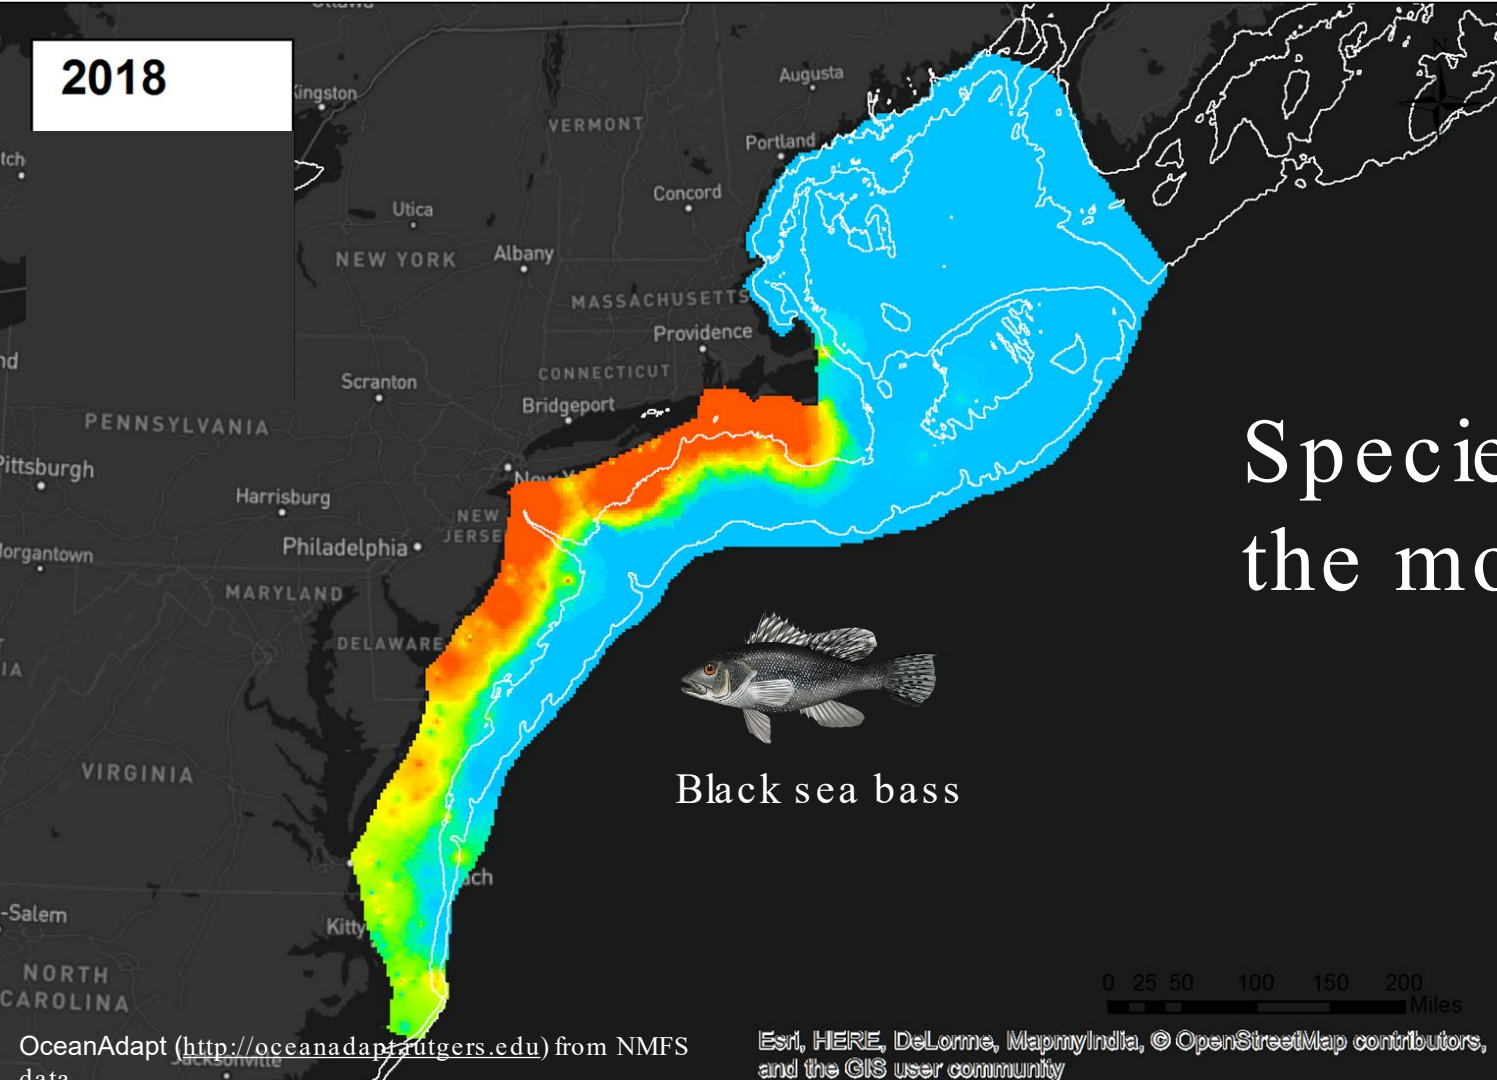 2018
Kingston
Augusta
VERMONT
Portland
Concord
Utica
Albany
NEW YORK
MASSACHUSETTS
Providence
CONNECTICUT
Scranton
Bridgeport
PENNSYLVANIA
Pittsburgh
Harrisburg
NEW
JERSE
Philadelphia
Morgantown
MARYLAND
DELAWARE
VIRGINIA
Specie
the mo
Black sea bass
ach
-Salem
Kitty
NORTH
CAROLINA
0 25 50 100 150 200
Miles
OceanAdapt (http://oceanadapt.rutgers.edu) from NMFS
data
Jacksonville
Esri, HERE, DeLorme, MapmyIndia, © OpenStreetMap contributors,
and the GIS user community